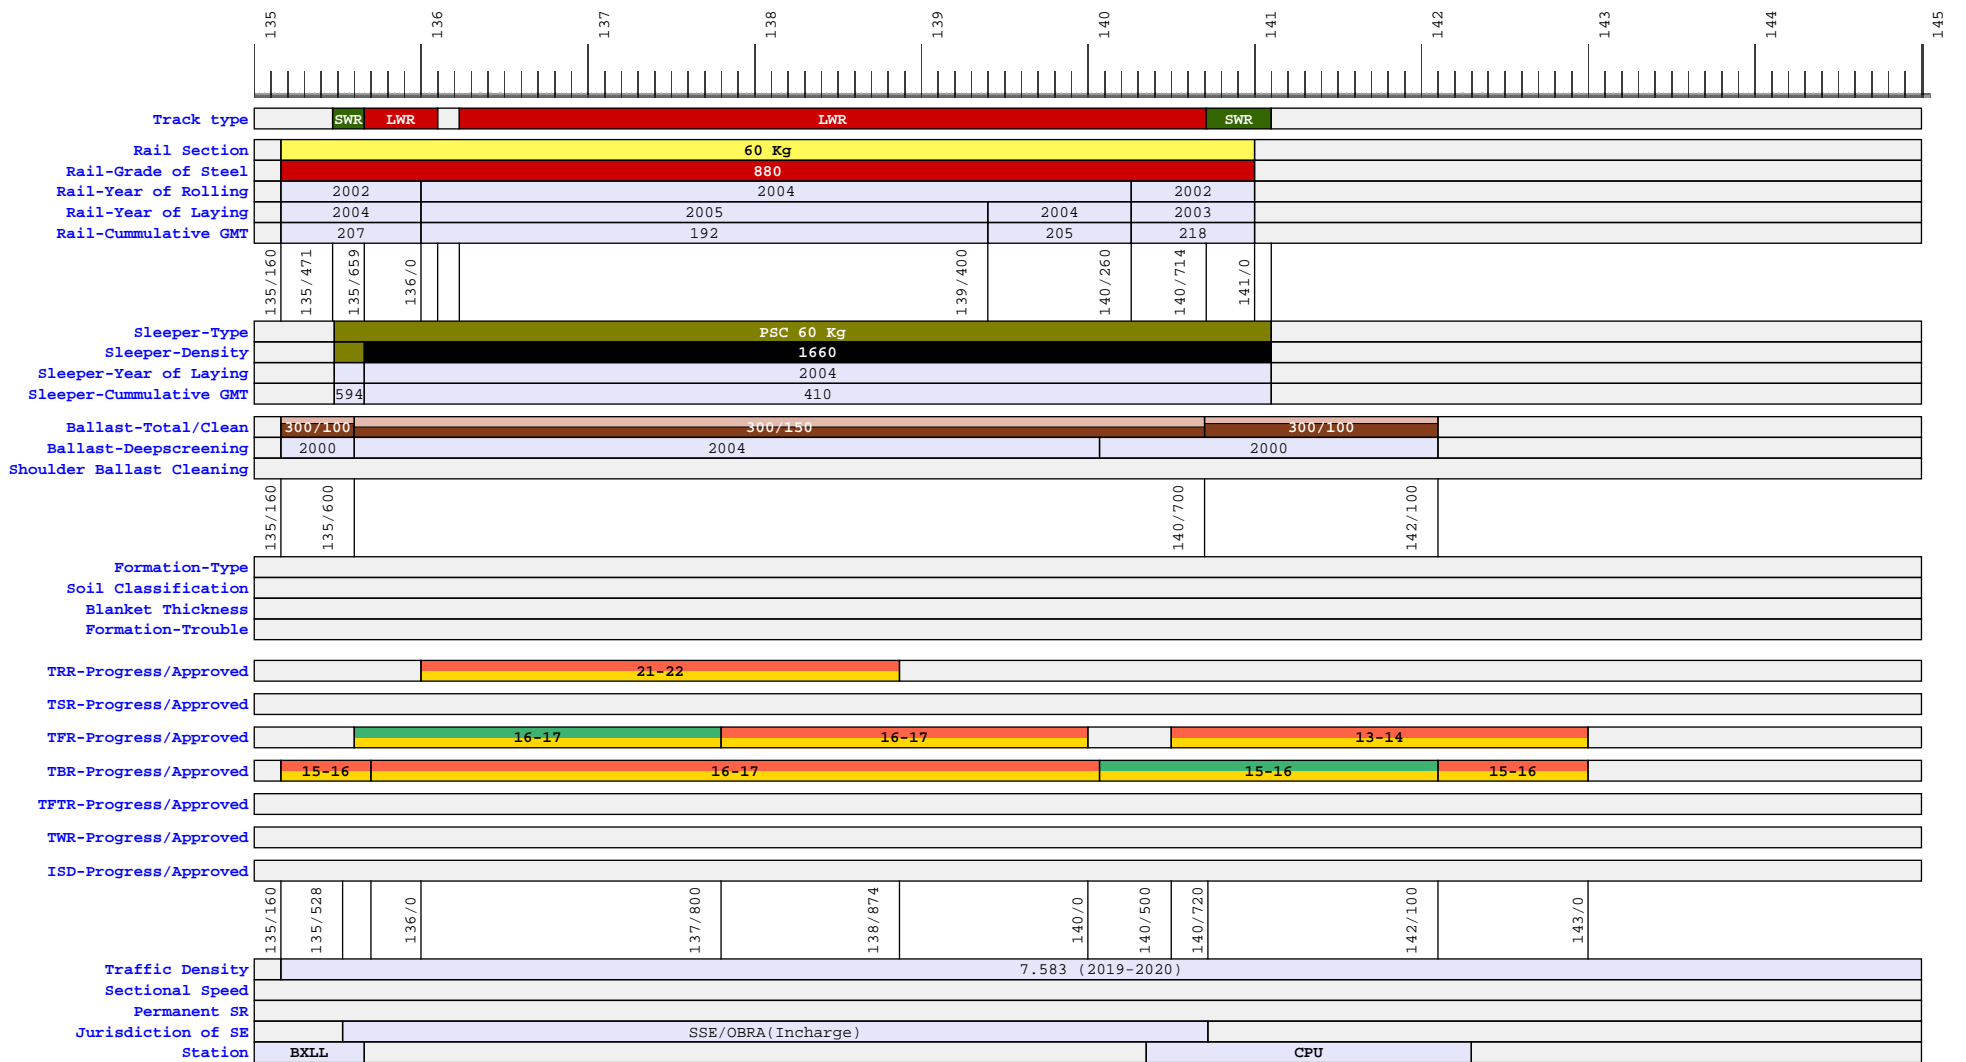 135 136 137 138 139 140 141 142 143 144 145
Track type SWR LWR LWR SWR
Rail Section 60 Kg
Rail-Grade of Steel 880
Rail-Year of Rolling 2002 2004 2002
Rail-Year of Laying 2004 2005 2004 2003
Rail-Cummulative GMT 207 192 205 218
135/160 135/471 135/659 136/0 139/400 140/260 140/714 141/0
Sleeper-Type PSC 60 Kg
Sleeper-Density 1660
Sleeper-Year of Laying 2004
Sleeper-Cummulative GMT 594 410
Ballast-Total/Clean 300/100 300/150 300/100
Ballast-Deepscreening 2000 2004 2000
Shoulder Ballast Cleaning
135/160 135/600 140/700 142/100
Formation-Type
Soil Classification
Blanket Thickness
Formation-Trouble
TRR-Progress/Approved 21-22
TSR-Progress/Approved
TFR-Progress/Approved 16-17 16-17 13-14
TBR-Progress/Approved 15-16 16-17 15-16 15-16
TFTR-Progress/Approved
TWR-Progress/Approved
ISD-Progress/Approved
135/160 135/528 136/0 137/800 138/874 140/0 140/500 140/720 142/100 143/0
Traffic Density 7.583 (2019-2020)
Sectional Speed
Permanent SR
Jurisdiction of SE SSE/OBRA(Incharge)
Station BXLL CPU